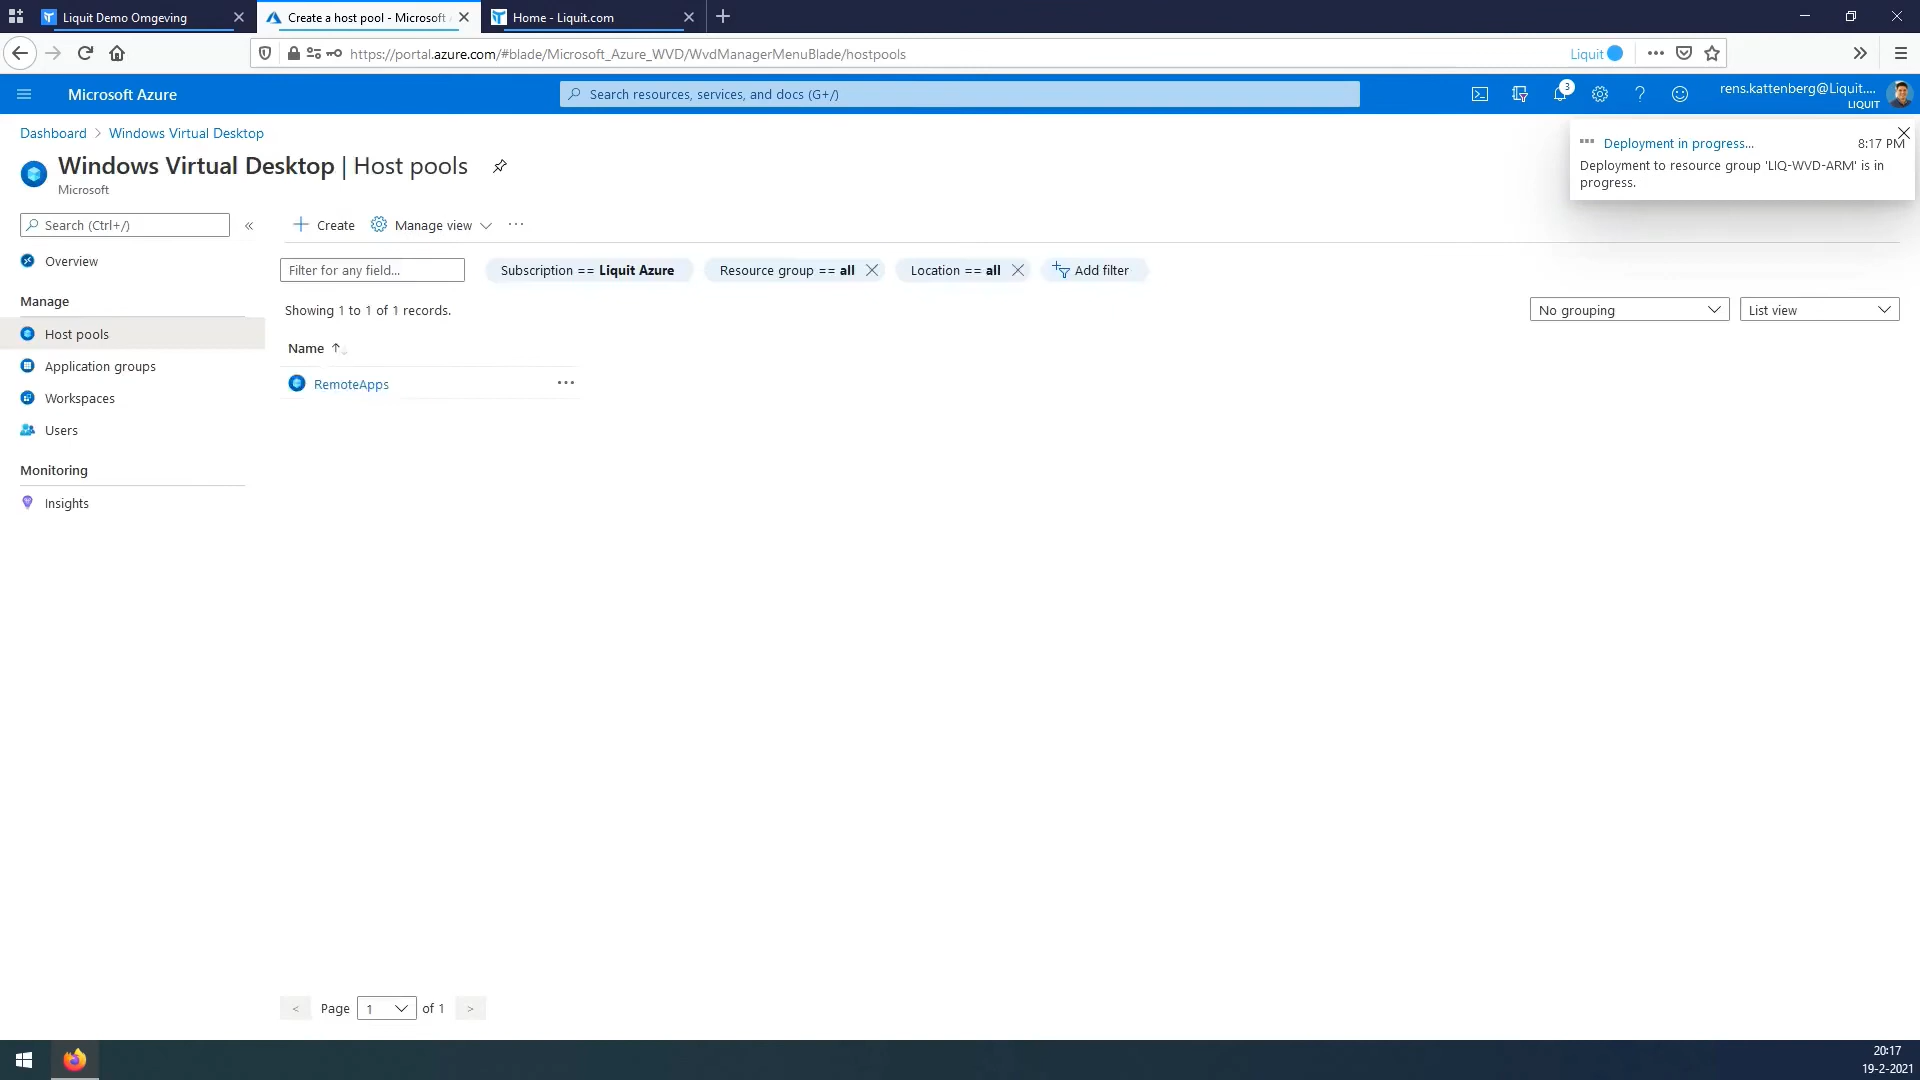 Liquit Demo Omgeving
Create a host pool - Microsoft
Home - Liquit.com
https://portal.azure.com/#blade/Microsoft_Azure_WVD/WvdManagerMenuBlade/hostpools
Liquit
Microsoft Azure
Search resources, services, and docs (G+/)
3
rens.kattenberg@Liquit....
LIQUIT
Dashboard > Windows Virtual Desktop
Windows Virtual Desktop | Host pools
Microsoft
Deployment in progress...
8:17 PM
Deployment to resource group 'LIQ-WVD-ARM' is in
progress.
Search (Ctrl+/)
«
Create
Manage view
Overview
Filter for any field...
Subscription == Liquit Azure
Resource group == all
Location == all
Add filter
Manage
Showing 1 to 1 of 1 records.
No grouping
List view
Host pools
Name
Application groups
RemoteApps
Workspaces
Users
Monitoring
Insights
< Page 1 of 1 >
20:17
19-2-2021